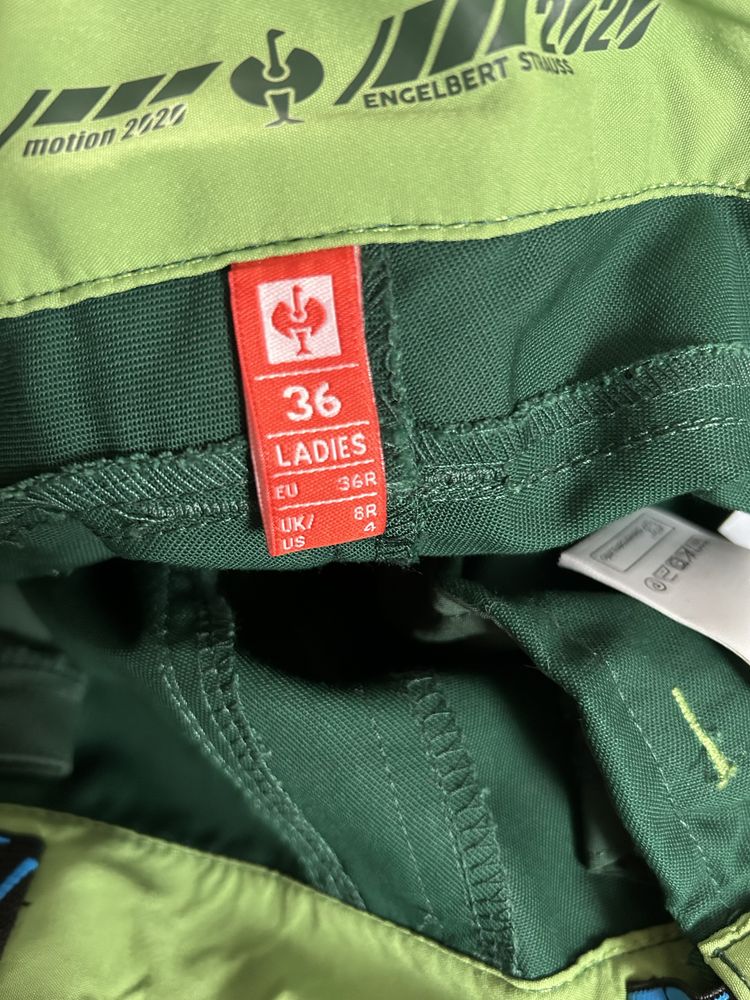 motion 2020
2020
ENGELBERT STRAUSS
36
LADIES
EU 36R
UK/ 8R
US 4